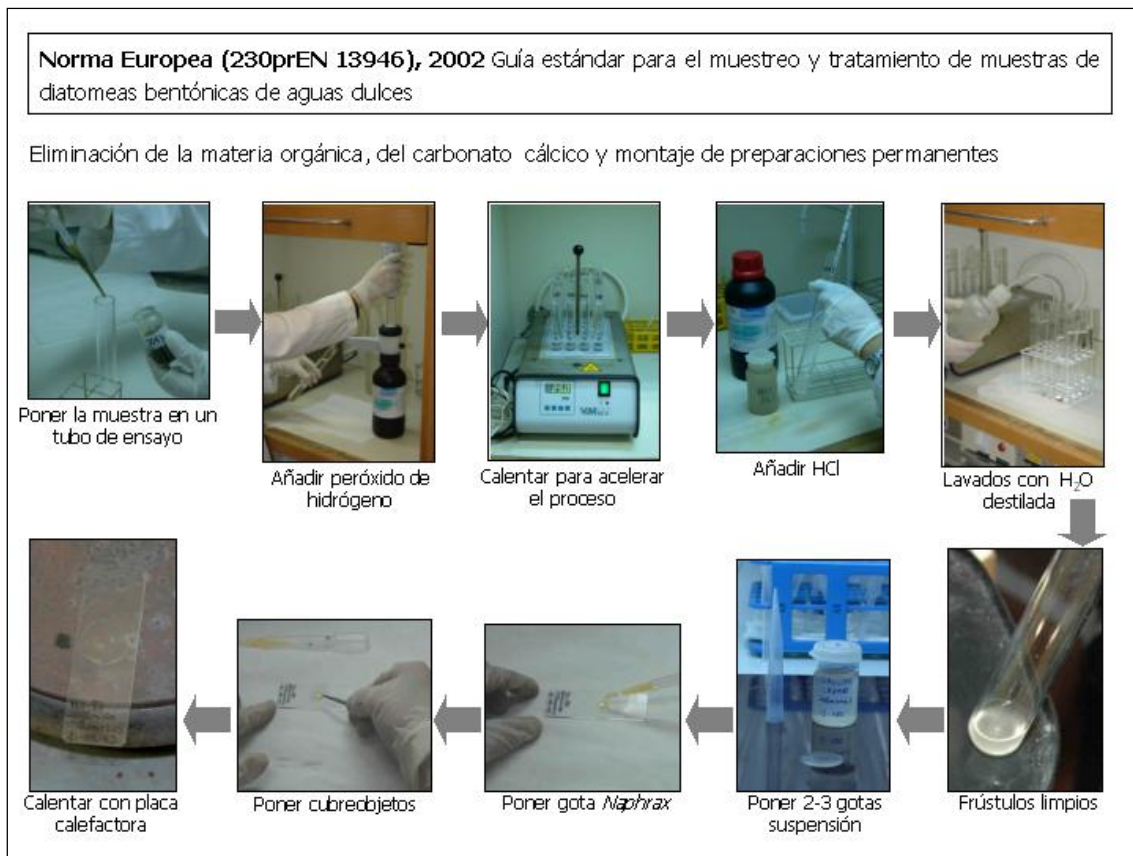 Norma Europea (230prEN 13946), 2002 Guía estándar para el muestreo y tratamiento de muestras de
diatomeas bentónicas de aguas dulces
Eliminación de la materia orgánica, del carbonato cálcico y montaje de preparaciones permanentes
Poner la muestra en un
tubo de ensayo
Añadir peróxido de
hidrógeno
Calentar para acelerar
el proceso
Añadir HCl
Lavados con H₂O
destilada
Frústulos limpios
Poner 2-3 gotas
suspensión
Poner gota Naphrax
Poner cubreobjetos
Calentar con placa
calefactora